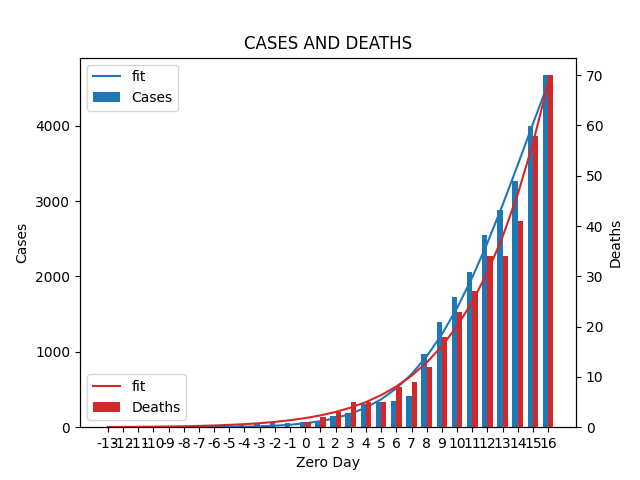 CASES AND DEATHS
fit
Cases
fit
Deaths
4000
3000
2000
1000
0
Cases
70
60
50
40
30
20
10
0
Deaths
-13 -12 -11 -10 -9 -8 -7 -6 -5 -4 -3 -2 -1 0 1 2 3 4 5 6 7 8 9 10 11 12 13 14 15 16
Zero Day